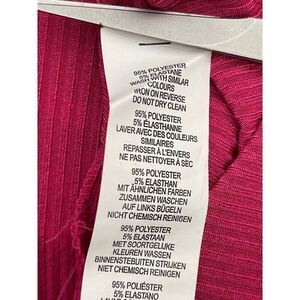 95% POLYESTER
5% ELASTANE
WASH WITH SIMILAR
COLOURS
IRON ON REVERSE
DO NOT DRY CLEAN
95% POLYESTER
5% ÉLASTHANNE
LAVER AVEC DES COULEURS
SIMILAIRES
REPASSER À L'ENVERS
NE PAS NETTOYER À SEC
95% POLYESTER
5% ELASTHAN
MIT ÄHNLICHEN FARBEN
ZUSAMMEN WASCHEN
AUF LINKS BÜGELN
NICHT CHEMISCH REINIGEN
95% POLYESTER
5% ELASTAAN
MET SOORTGELIJKE
KLEUREN WASSEN
BINNENSTEBUITEN STRIJKEN
NIET CHEMISCH REINIGEN
95% POLIÉSTER
5% ELASTANO